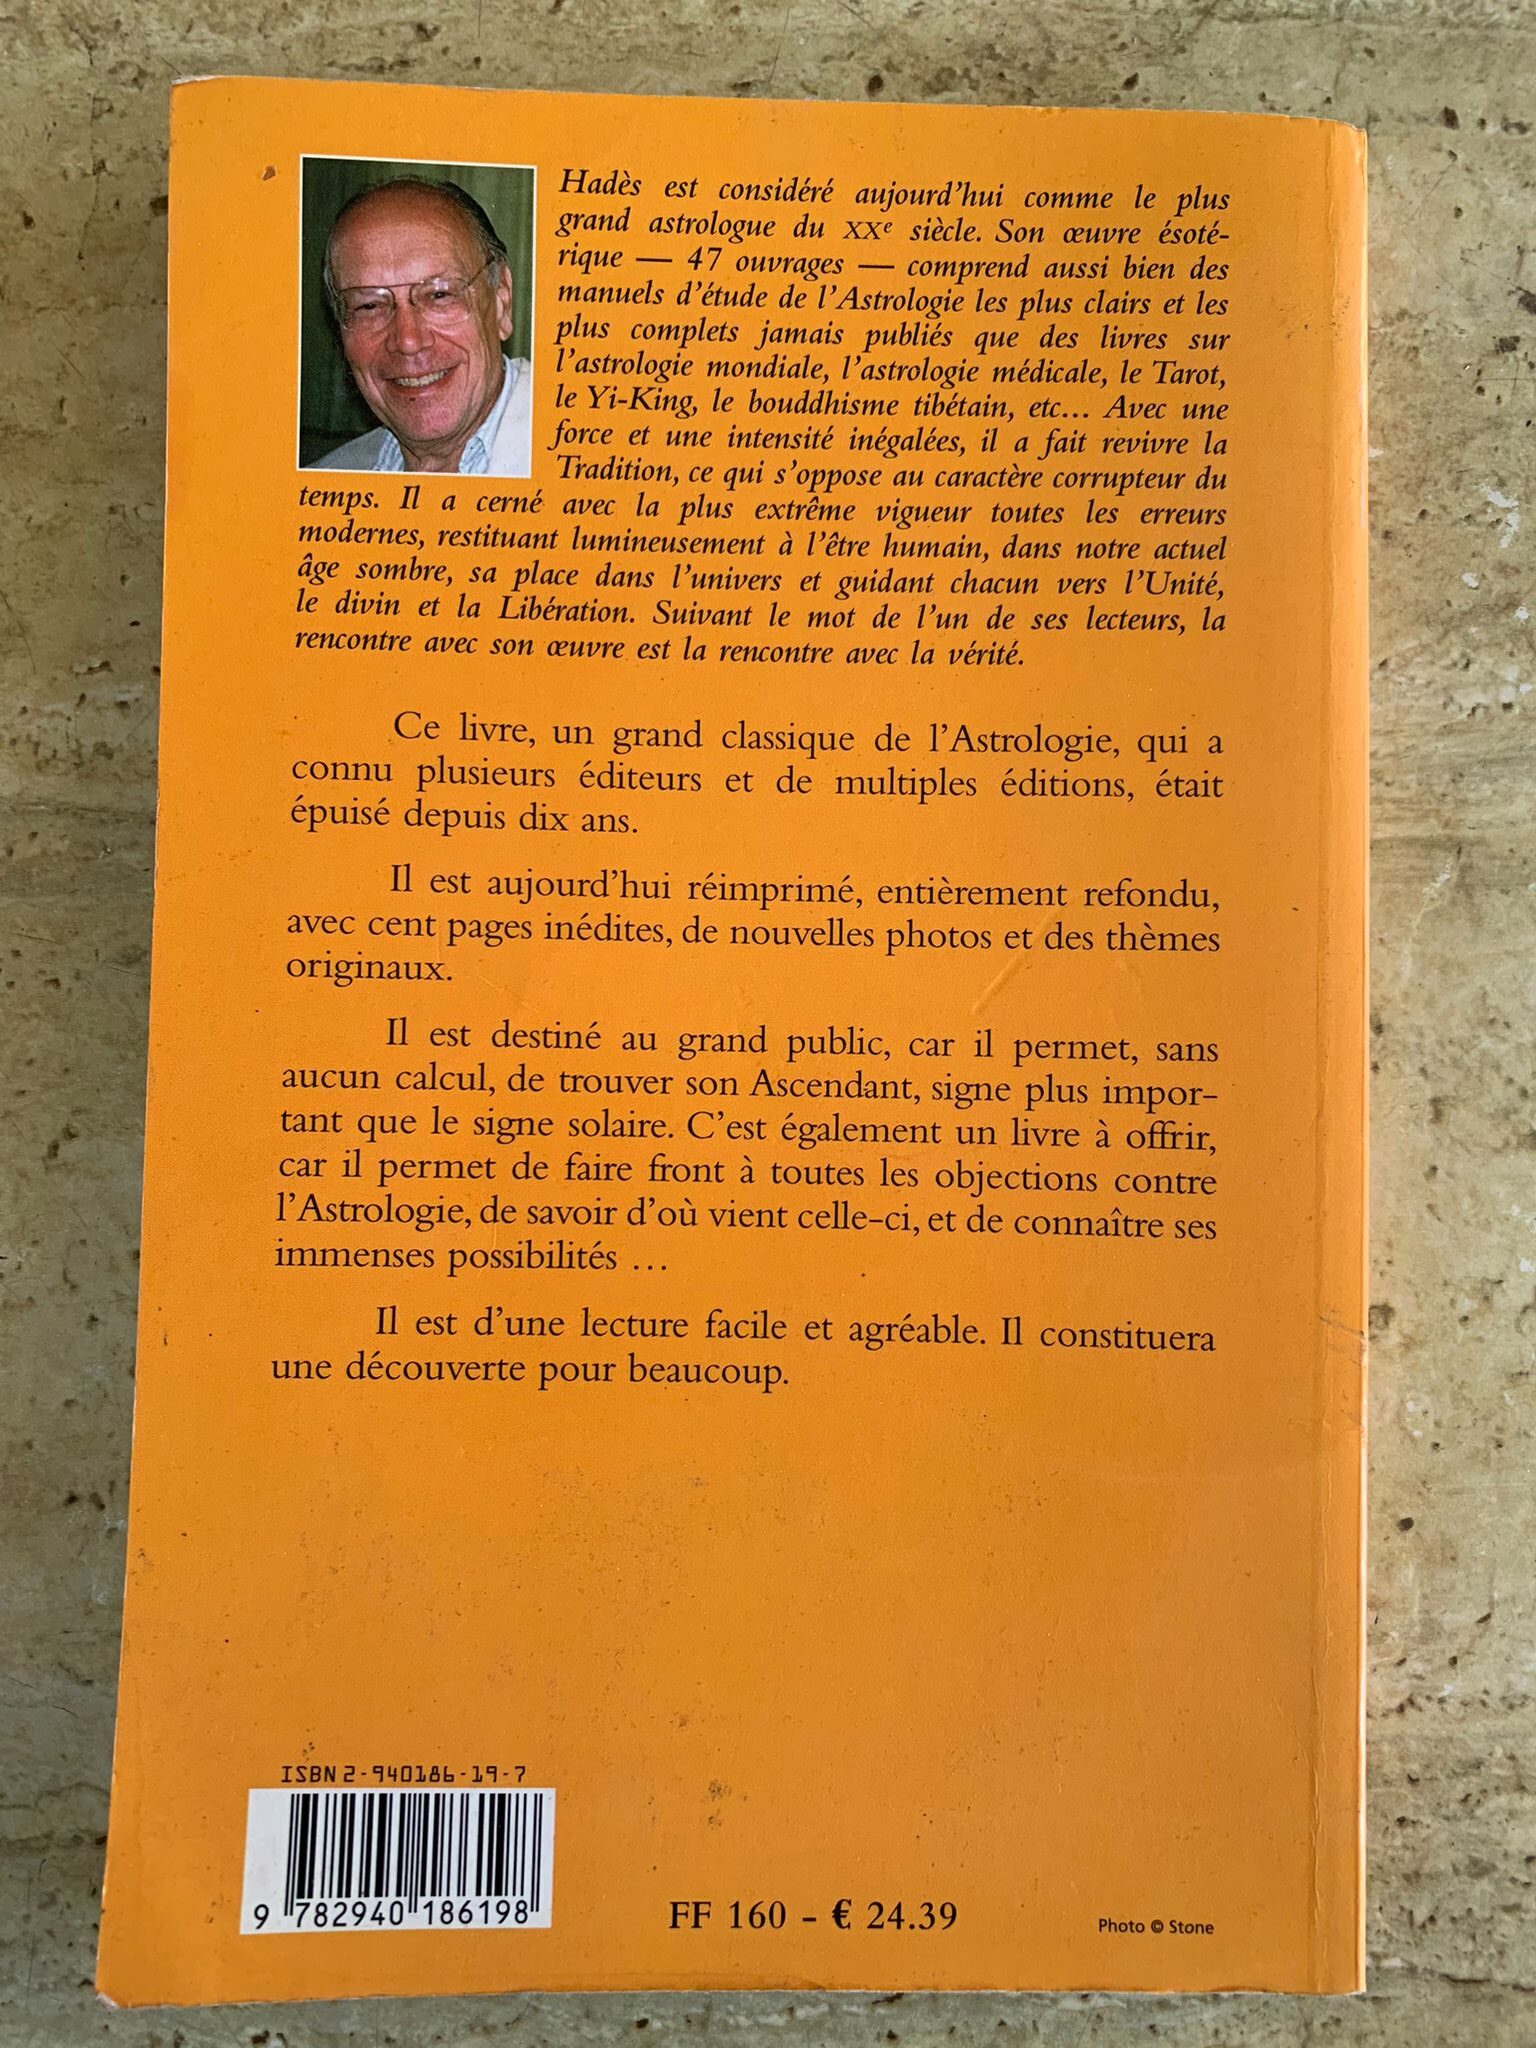 Hadès est considéré aujourd'hui comme le plus
grand astrologue du XXe siècle. Son œuvre ésoté-
rique — 47 ouvrages — comprend aussi bien des
manuels d'étude de l'Astrologie les plus clairs et les
plus complets jamais publiés que des livres sur
l'astrologie mondiale, l'astrologie médicale, le Tarot,
le Yi-King, le bouddhisme tibétain, etc... Avec une
force et une intensité inégalées, il a fait revivre la
Tradition, ce qui s'oppose au caractère corrupteur du
temps. Il a cerné avec la plus extrême vigueur toutes les erreurs
modernes, restituant lumineusement à l'être humain, dans notre actuel
âge sombre, sa place dans l'univers et guidant chacun vers l'Unité,
le divin et la Libération. Suivant le mot de l'un de ses lecteurs, la
rencontre avec son œuvre est la rencontre avec la vérité.
Ce livre, un grand classique de l'Astrologie, qui a
connu plusieurs éditeurs et de multiples éditions, était
épuisé depuis dix ans.
Il est aujourd'hui réimprimé, entièrement refondu,
avec cent pages inédites, de nouvelles photos et des thèmes
originaux.
Il est destiné au grand public, car il permet, sans
aucun calcul, de trouver son Ascendant, signe plus impor-
tant que le signe solaire. C'est également un livre à offrir,
car il permet de faire front à toutes les objections contre
l'Astrologie, de savoir d'où vient celle-ci, et de connaître ses
immenses possibilités ...
Il est d'une lecture facile et agréable. Il constituera
une découverte pour beaucoup.
ISBN 2-940186-19-7
9 782940 186198
FF 160 - € 24.39
Photo © Stone